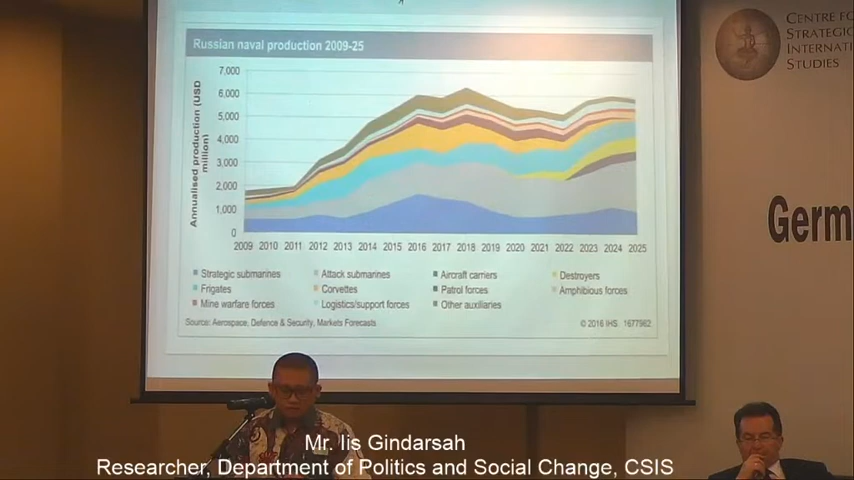 Russian naval production 2009-25
Annualised production (USD million)
7,000
6,000
5,000
4,000
3,000
2,000
1,000
0
2009 2010 2011 2012 2013 2014 2015 2016 2017 2018 2019 2020 2021 2022 2023 2024 2025
Strategic submarines Attack submarines Aircraft carriers Destroyers
Frigates Corvettes Patrol forces Amphibious forces
Mine warfare forces Logistics/support forces Other auxiliaries
Source: Aerospace, Defence & Security, Markets Forecasts © 2016 IHS 1677962
CENTRE FO
STRATEGIC
INTERNATI
STUDIES
Germ
Mr. Iis Gindarsah
Researcher, Department of Politics and Social Change, CSIS